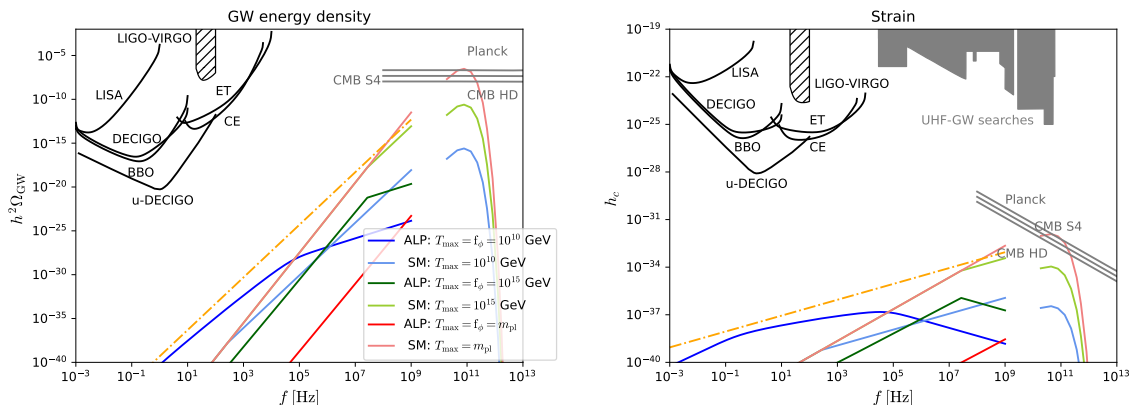 GW energy density
10⁻⁵
10⁻¹⁰
10⁻¹⁵
10⁻²⁰
10⁻²⁵
10⁻³⁰
10⁻³⁵
10⁻⁴⁰
h²Ω_GW
LIGO-VIRGO
Planck
CMB S4
LISA
ET
CMB HD
CE
DECIGO
BBO
u-DECIGO
ALP: T_max = f_ϕ = 10¹⁰ GeV
SM: T_max = 10¹⁰ GeV
ALP: T_max = f_ϕ = 10¹⁵ GeV
SM: T_max = 10¹⁵ GeV
ALP: T_max = f_ϕ = m_pl
SM: T_max = m_pl
10⁻³ 10⁻¹ 10¹ 10³ 10⁵ 10⁷ 10⁹ 10¹¹ 10¹³
f [Hz]
Strain
10⁻¹⁹
10⁻²²
10⁻²⁵
10⁻²⁸
10⁻³¹
10⁻³⁴
10⁻³⁷
10⁻⁴⁰
h_c
LISA
LIGO-VIRGO
DECIGO
ET
UHF-GW searches
BBO
CE
u-DECIGO
Planck
CMB S4
CMB HD
10⁻³ 10⁻¹ 10¹ 10³ 10⁵ 10⁷ 10⁹ 10¹¹ 10¹³
f [Hz]